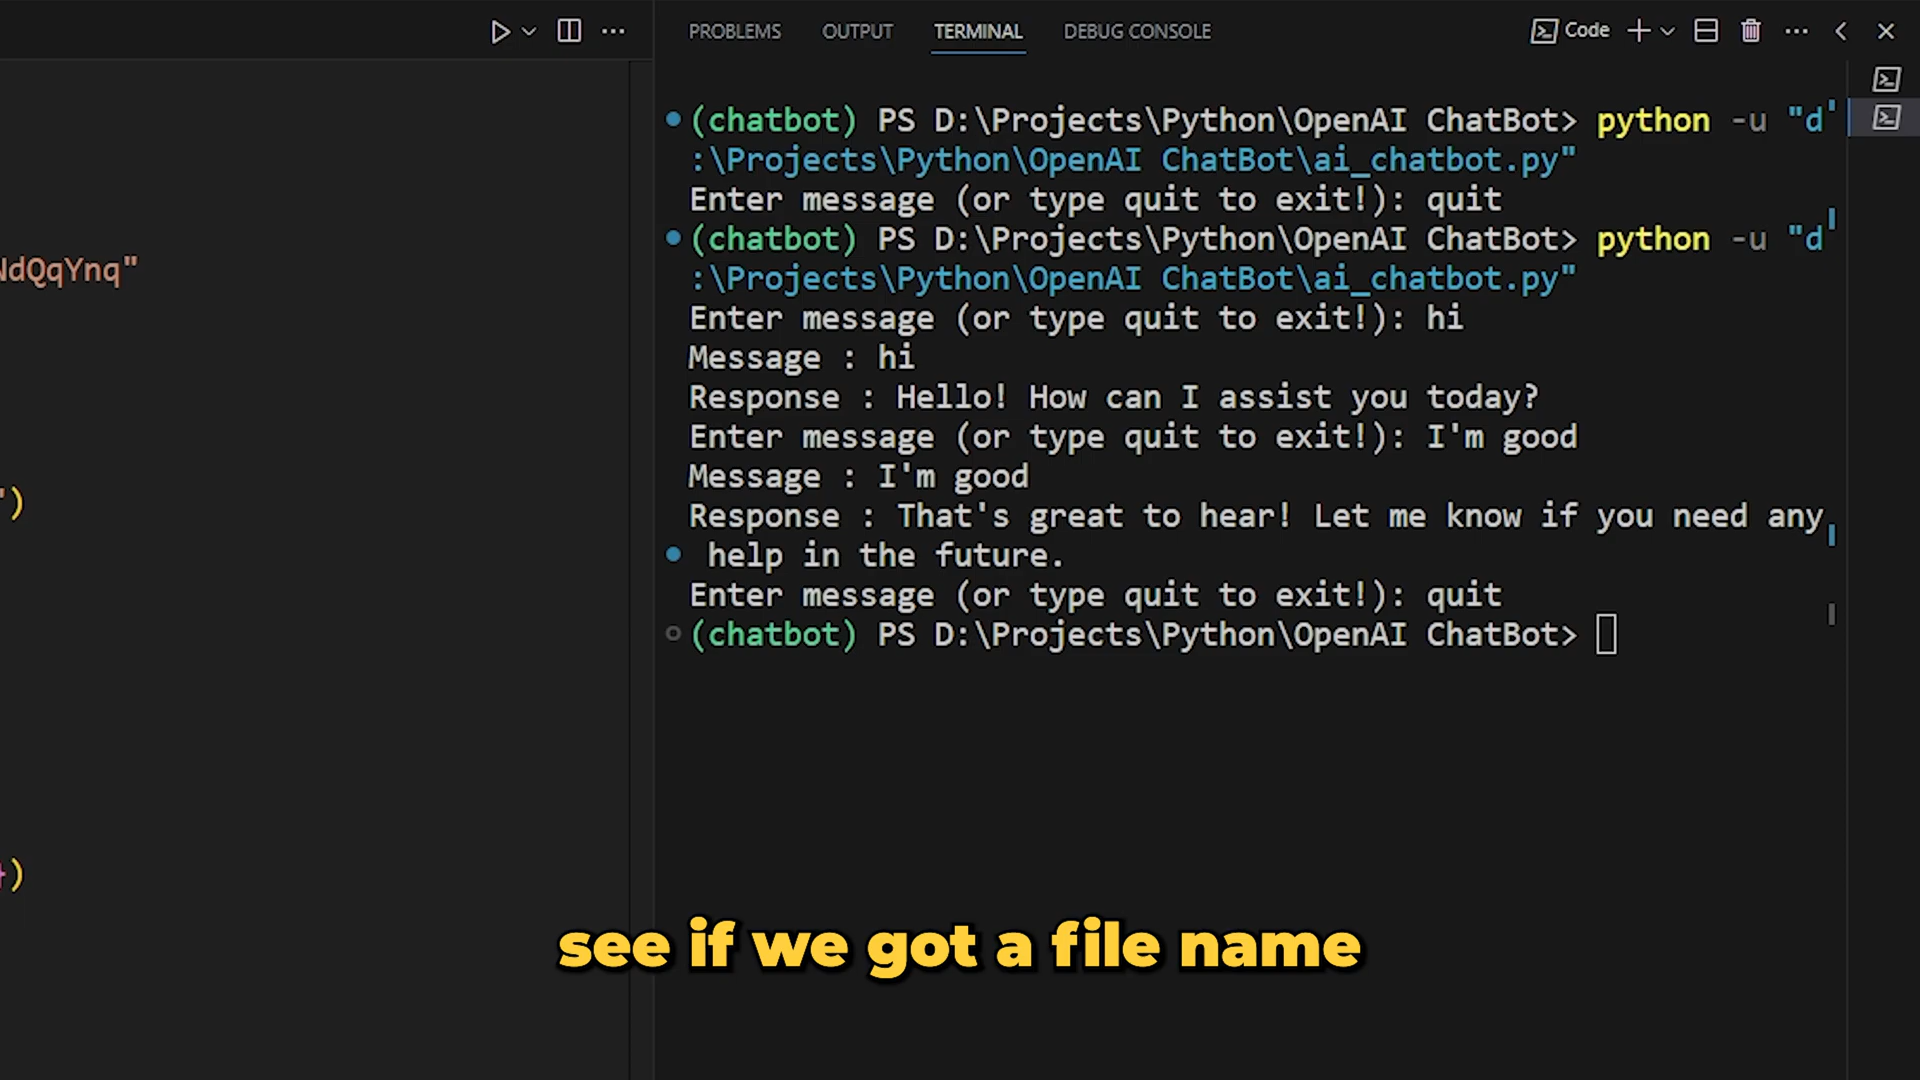 PROBLEMS OUTPUT TERMINAL DEBUG CONSOLE Code
(chatbot) PS D:\Projects\Python\OpenAI ChatBot> python -u "d
:\Projects\Python\OpenAI ChatBot\ai_chatbot.py"
Enter message (or type quit to exit!): quit
(chatbot) PS D:\Projects\Python\OpenAI ChatBot> python -u "d
:\Projects\Python\OpenAI ChatBot\ai_chatbot.py"
Enter message (or type quit to exit!): hi
Message : hi
Response : Hello! How can I assist you today?
Enter message (or type quit to exit!): I'm good
Message : I'm good
Response : That's great to hear! Let me know if you need any
help in the future.
Enter message (or type quit to exit!): quit
(chatbot) PS D:\Projects\Python\OpenAI ChatBot>
dQqYnq"
")
)
see if we got a file name